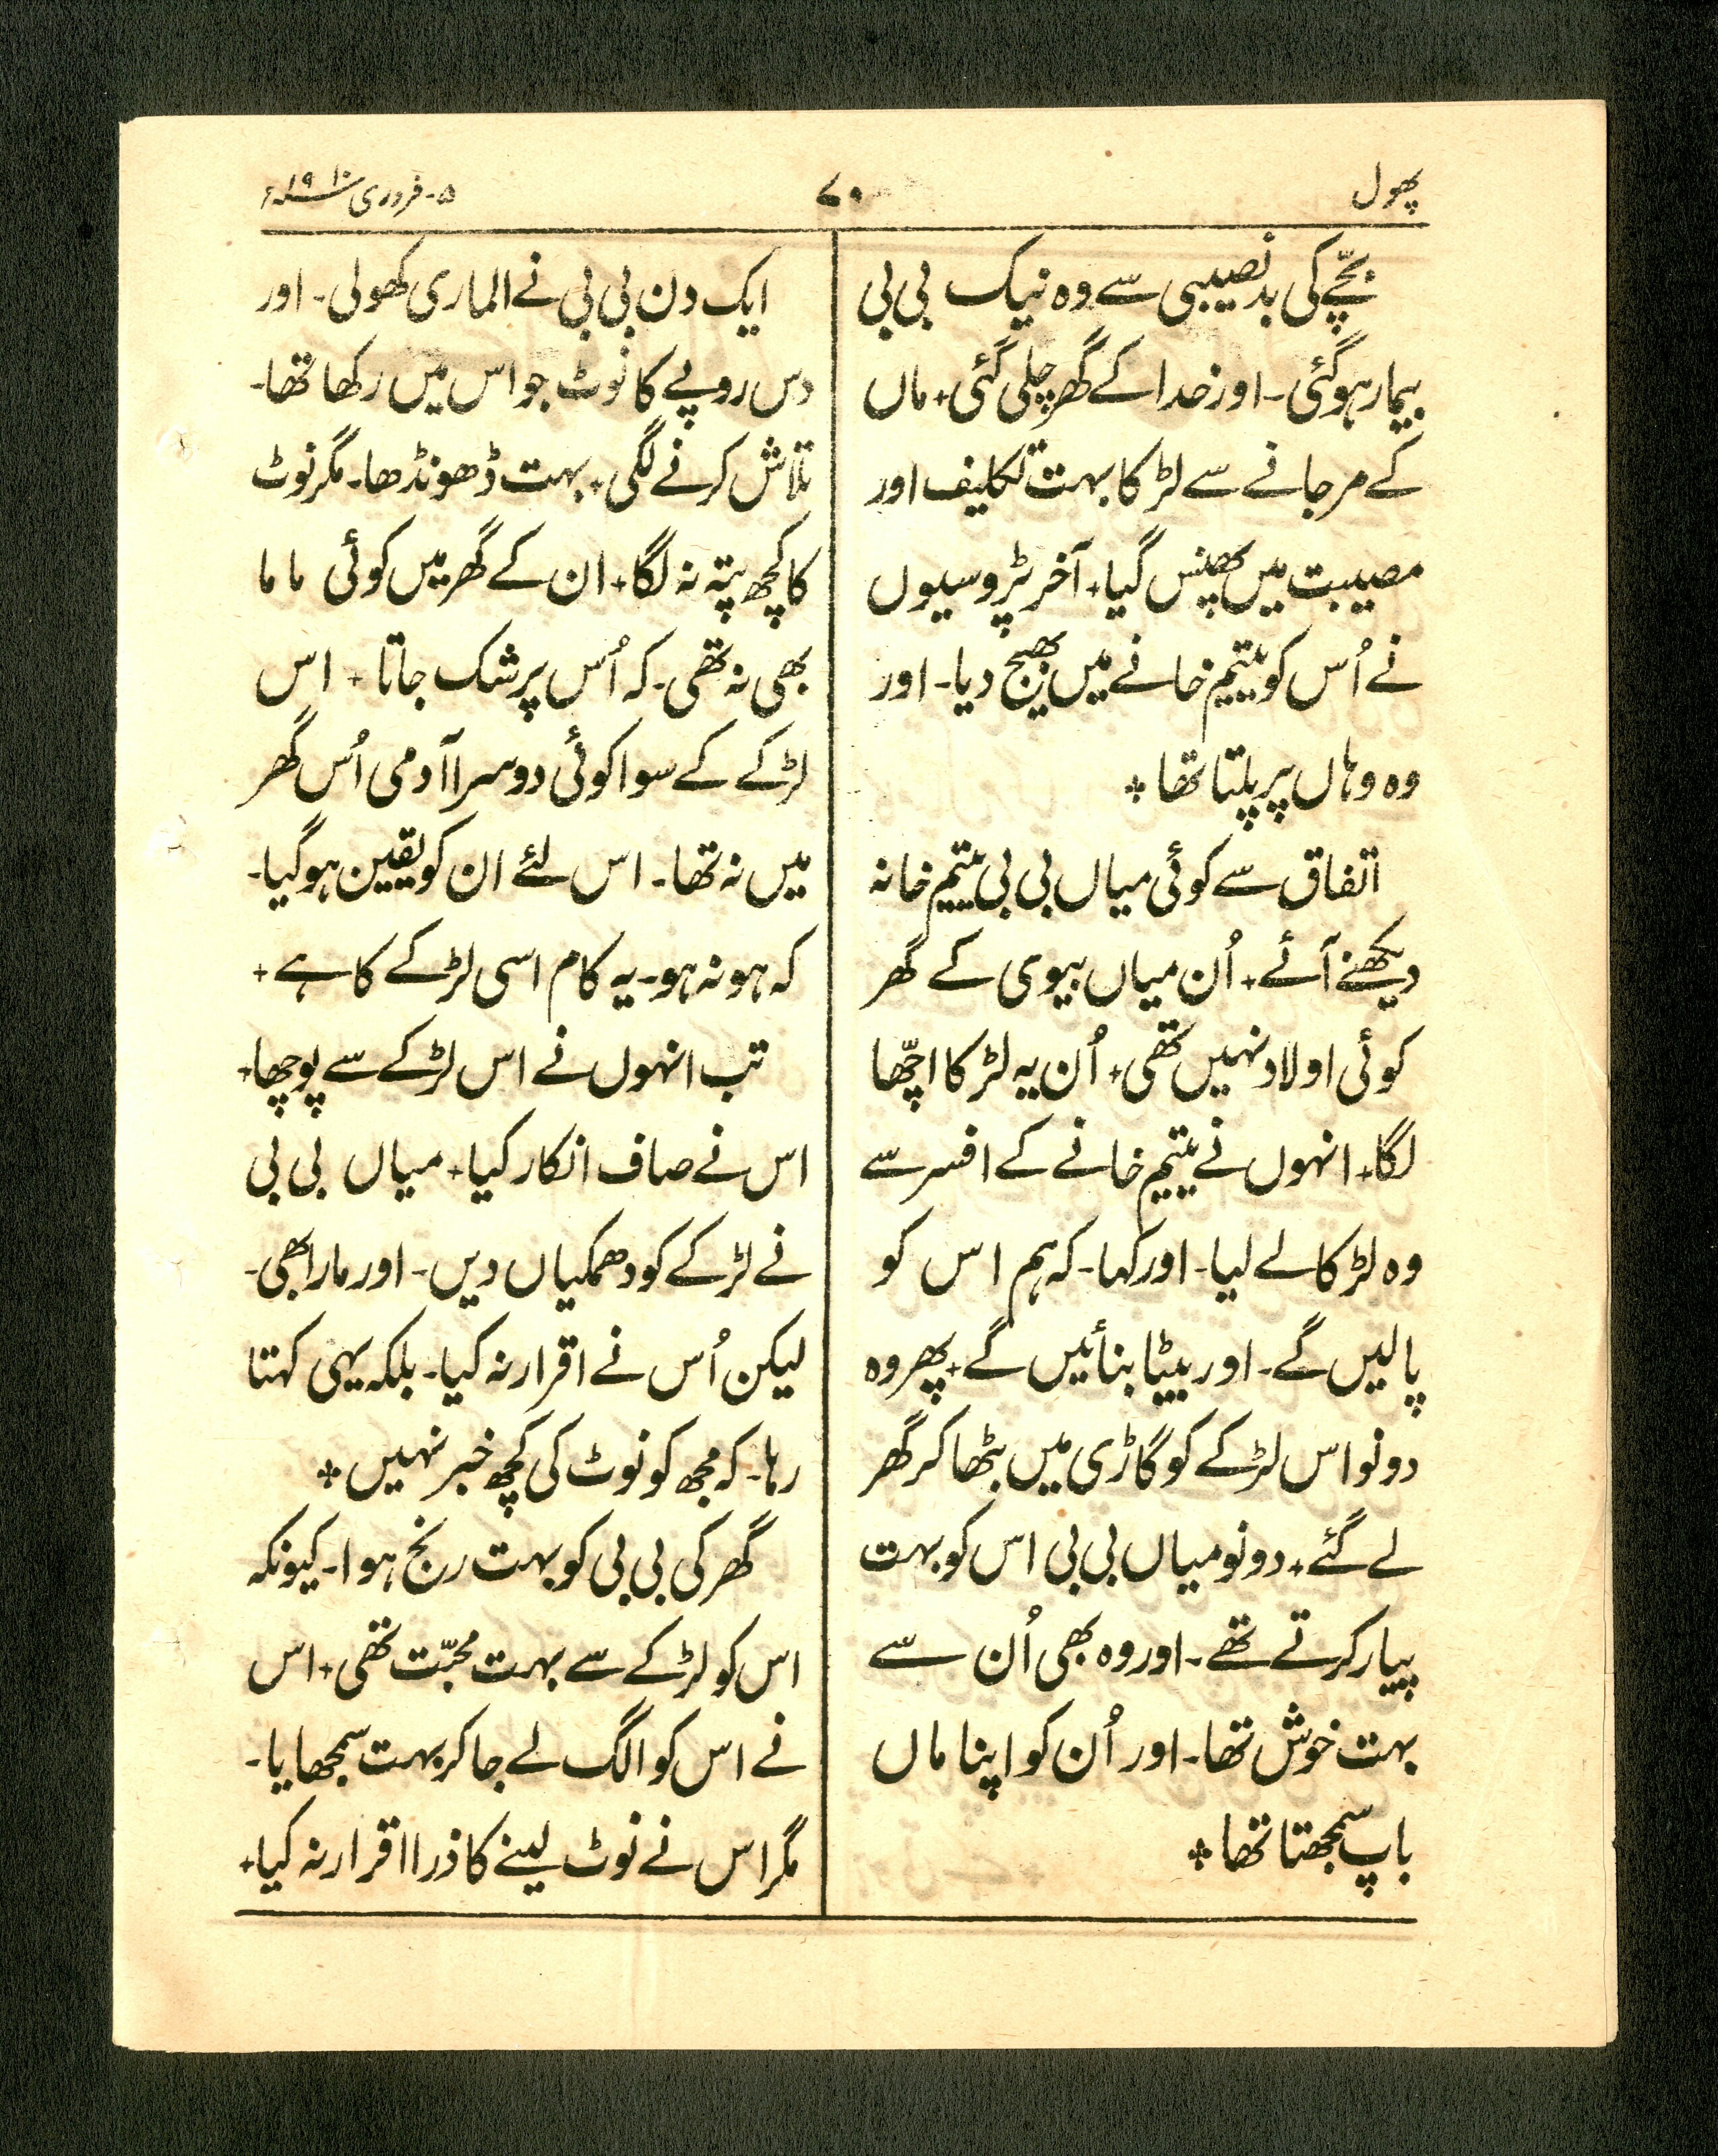 پھول
۷۰
۵۔ فروری ۱۹۱۰ء
بچّے کی بدنصیبی سے وہ نیک بی بی
بیمار ہوگئی۔ اور خدا کے گھر چلی گئی+ ماں
کے مرجانے سے لڑکا بہت تکلیف اور
مصیبت میں پھنس گیا+ آخر پڑوسیوں
نے اُس کو یتیم خانے میں بھیج دیا۔ اور
وہ وہاں پر پلتا تھا ⁜
اتفاق سے کوئی میاں بی بی یتیم خانہ
دیکھنے آئے+ اُن میاں بیوی کے گھر
کوئی اولاد نہیں تھی+ اُن یہ لڑکا اچّھا
لگا+ انہوں نے یتیم خانے کے افسر سے
وہ لڑکا لے لیا۔ اور کہا۔ کہ ہم اس کو
پالیں گے۔ اور بیٹا بنائیں گے+ پھر وہ
دونو اس لڑکے کو گاڑی میں بٹھا کر گھر
لے گئے+ دونو میاں بی بی اس کو بہت
پیار کرتے تھے۔ اور وہ بھی اُن سے
بہت خوش تھا۔ اور اُن کو اپنا ماں
باپ سمجھتا تھا ⁜
ایک دن بی بی نے الماری کھولی۔ اور
دس روپے کا نوٹ جو اس میں رکھا تھا۔
تلاش کرنے لگی+ بہت ڈھونڈھا۔ مگر نوٹ
کا کچھ پتہ نہ لگا+ ان کے گھر میں کوئی ماما
بھی نہ تھی۔ کہ اُس پر شک جاتا + اس
لڑکے کے سوا کوئی دوسرا آدمی اُس گھر
میں نہ تھا۔ اس لئے ان کو یقین ہوگیا۔
کہ ہو نہ ہو۔ یہ کام اسی لڑکے کا ہے +
تب انہوں نے اس لڑکے سے پوچھا+
اس نے صاف انکار کیا+ میاں بی بی
نے لڑکے کو دھمکیاں دیں۔ اور مارا بھی۔
لیکن اُس نے اقرار نہ کیا۔ بلکہ یہی کہتا
رہا۔ کہ مجھ کو نوٹ کی کچھ خبر نہیں ⁜
گھر کی بی بی کو بہت رنج ہوا۔ کیونکہ
اس کو لڑکے سے بہت محبّت تھی+ اس
نے اس کو الگ لے جاکر بہت سمجھایا۔
مگر اس نے نوٹ لینے کا ذرا اقرار نہ کیا+